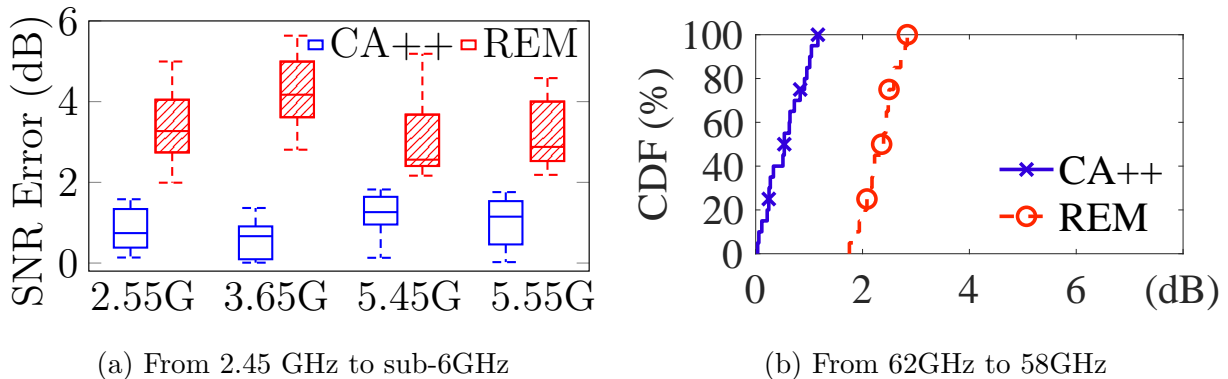 SNR Error (dB)
6
4
2
0
CA++ REM
2.55G 3.65G 5.45G 5.55G
(a) From 2.45 GHz to sub-6GHz
CDF (%)
100
80
60
40
20
0
CA++
REM
0 2 4 6 (dB)
(b) From 62GHz to 58GHz